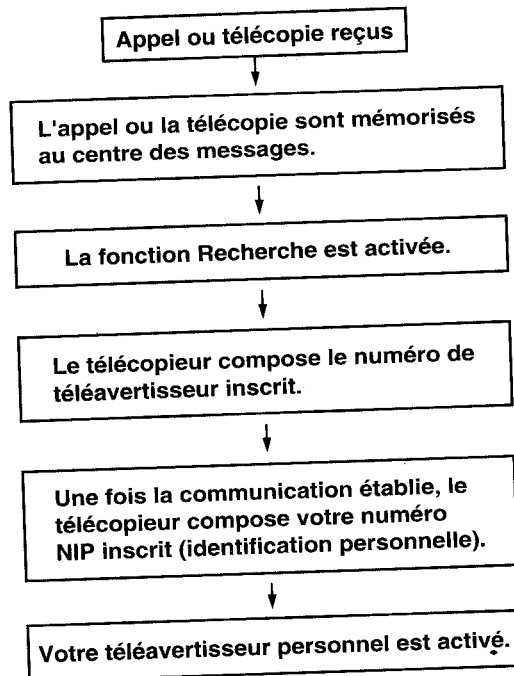 Appel ou télécopie reçus
L'appel ou la télécopie sont mémorisés
au centre des messages.
La fonction Recherche est activée.
Le télécopieur compose le numéro de
téléavertisseur inscrit.
Une fois la communication établie, le
télécopieur compose votre numéro
NIP inscrit (identification personnelle).
Votre téléavertisseur personnel est activé.